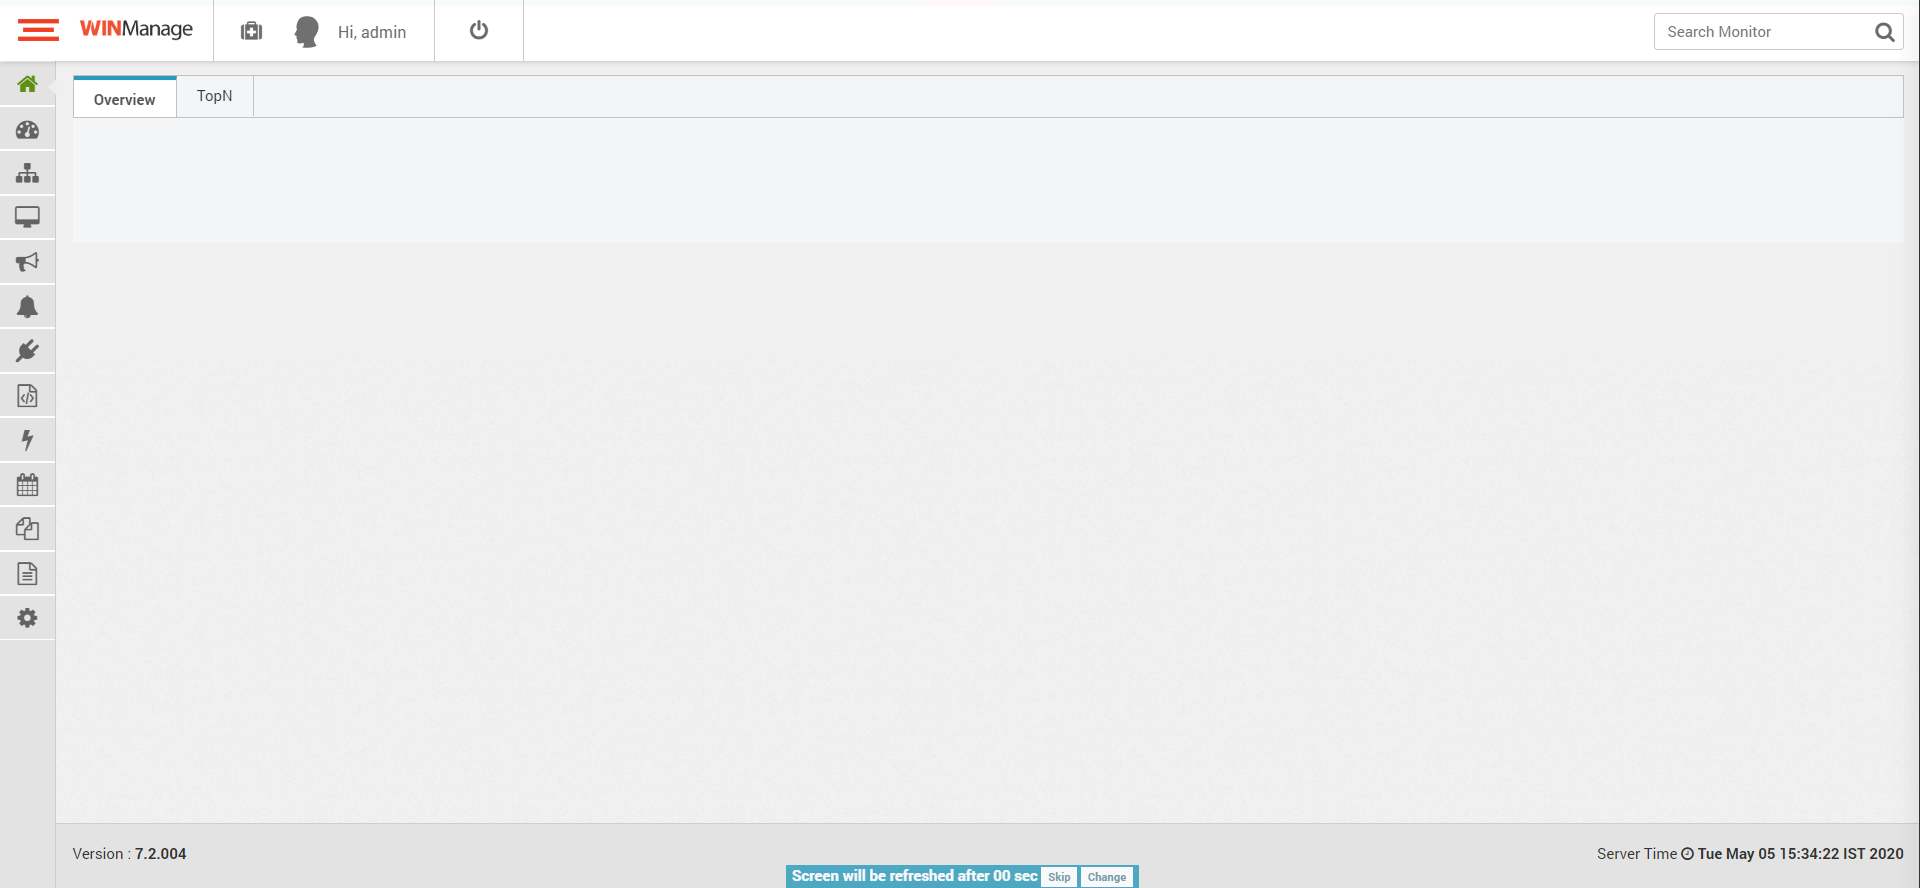 WINManage
Hi, admin
Search Monitor
Overview
TopN
Version : 7.2.004
Server Time Tue May 05 15:34:22 IST 2020
Screen will be refreshed after 00 sec Skip Change